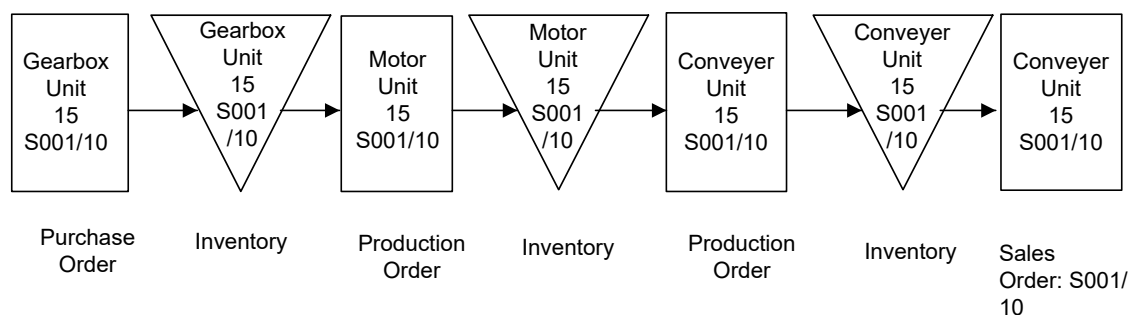 Gearbox
Unit
15
S001/10
Gearbox
Unit
15
S001
/10
Motor
Unit
15
S001/10
Motor
Unit
15
S001
/10
Conveyer
Unit
15
S001/10
Conveyer
Unit
15
S001
/10
Conveyer
Unit
15
S001/10
Purchase
Order
Inventory
Production
Order
Inventory
Production
Order
Inventory
Sales
Order: S001/
10